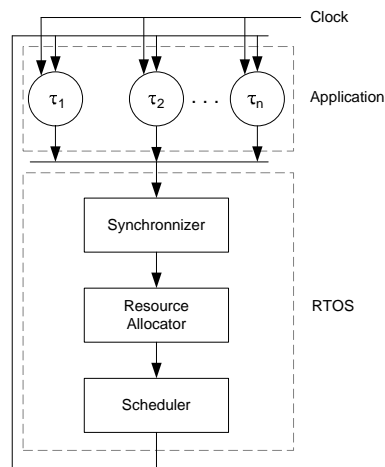 Clock
τ1 τ2 . . . τn
Application
Synchronnizer
Resource
Allocator
RTOS
Scheduler